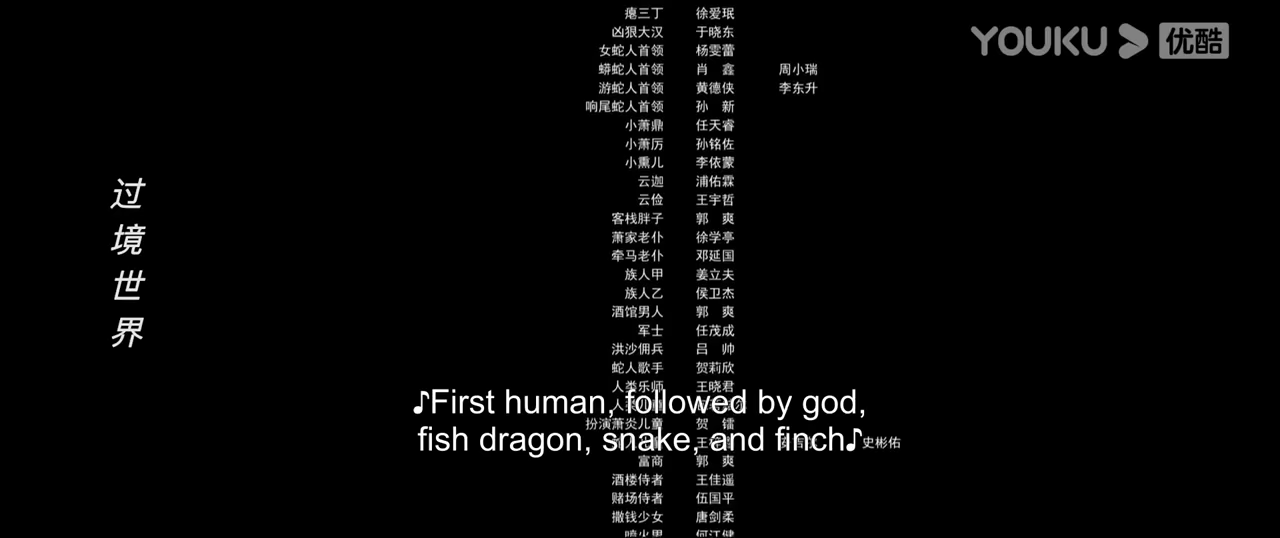 YOUKU 优酷
过境世界
瘪三丁 徐爱珉
凶狠大汉 于晓东
女蛇人首领 杨雯蕾
蟒蛇人首领 肖 鑫 周小瑞
游蛇人首领 黄德侠 李东升
响尾蛇人首领 孙 新
小萧鼎 任天睿
小萧厉 孙铭佐
小熏儿 李依蒙
云迦 浦佑霖
云俭 王宇哲
客栈胖子 郭 爽
萧家老仆 徐学亭
牵马老仆 邓延国
族人甲 姜立夫
族人乙 侯卫杰
酒馆男人 郭 爽
军士 任茂成
洪沙佣兵 吕 帅
蛇人歌手 贺莉欣
人类乐师 王晓君
♪First human, followed by god,
扮演萧炎儿童 贺 镭
fish dragon, snake, and finch♪
史彬佑
富商 郭 爽
酒楼侍者 王佳遥
赌场侍者 伍国平
撒钱少女 唐剑柔
喷火男 何江健